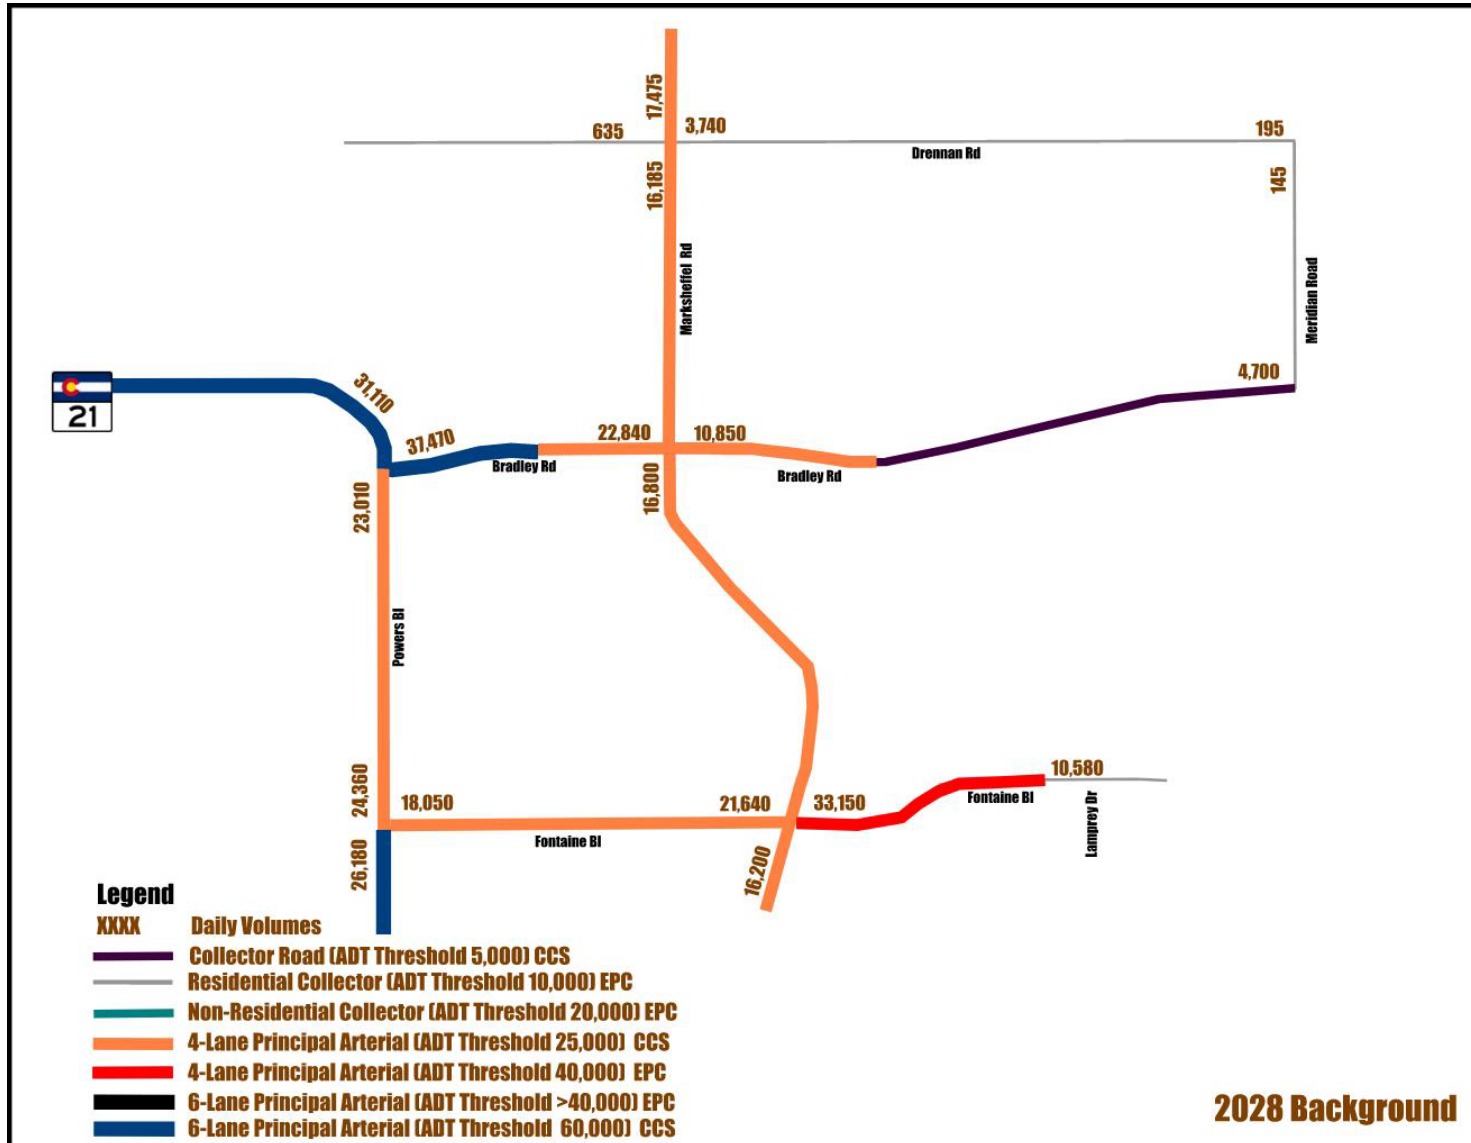 17,475
635
3,740
195
Drennan Rd
16,185
145
Marksheffel Rd
Meridian Road
21
31,110
4,700
37,470
22,840
10,850
Bradley Rd
Bradley Rd
16,800
23,010
Powers Bl
24,360
18,050
21,640
33,150
10,580
Fontaine Bl
Lamprey Dr
Fontaine Bl
26,180
16,200
Legend
XXXX Daily Volumes
Collector Road (ADT Threshold 5,000) CCS
Residential Collector (ADT Threshold 10,000) EPC
Non-Residential Collector (ADT Threshold 20,000) EPC
4-Lane Principal Arterial (ADT Threshold 25,000) CCS
4-Lane Principal Arterial (ADT Threshold 40,000) EPC
6-Lane Principal Arterial (ADT Threshold >40,000) EPC
6-Lane Principal Arterial (ADT Threshold 60,000) CCS
2028 Background